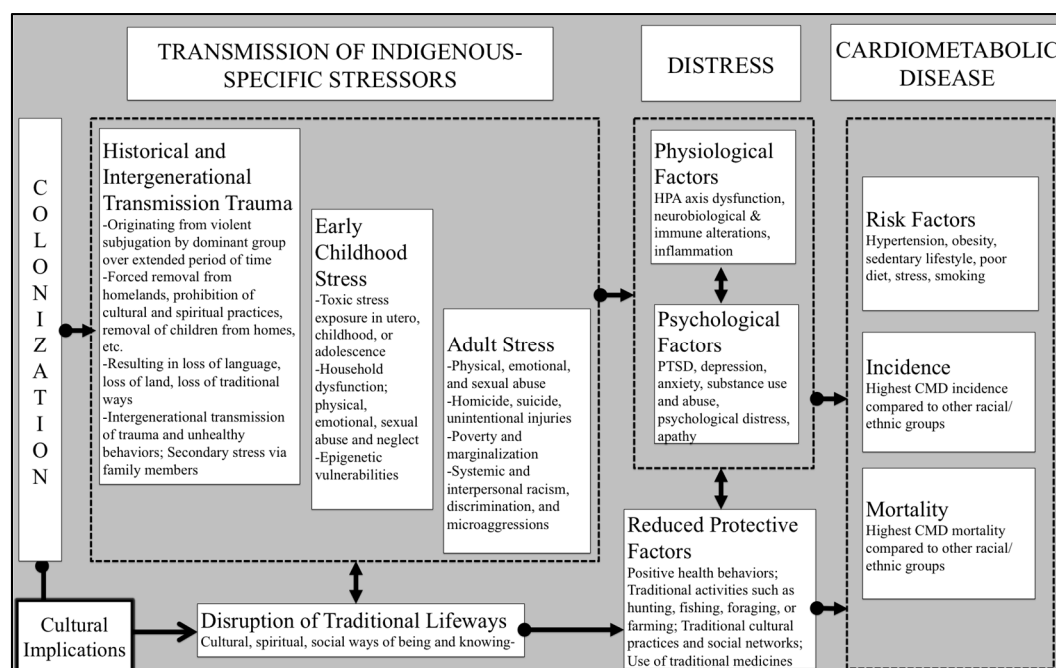 TRANSMISSION OF INDIGENOUS-
SPECIFIC STRESSORS
DISTRESS
CARDIOMETABOLIC
DISEASE
COLONIZATION
Historical and
Intergenerational
Transmission Trauma
-Originating from violent
subjugation by dominant group
over extended period of time
-Forced removal from
homelands, prohibition of
cultural and spiritual practices,
removal of children from homes,
etc.
-Resulting in loss of language,
loss of land, loss of traditional
ways
-Intergenerational transmission
of trauma and unhealthy
behaviors; Secondary stress via
family members
Early
Childhood
Stress
-Toxic stress
exposure in utero,
childhood, or
adolescence
-Household
dysfunction;
physical,
emotional, sexual
abuse and neglect
-Epigenetic
vulnerabilities
Adult Stress
-Physical, emotional,
and sexual abuse
-Homicide, suicide,
unintentional injuries
-Poverty and
marginalization
-Systemic and
interpersonal racism,
discrimination, and
microaggressions
Physiological
Factors
HPA axis dysfunction,
neurobiological &
immune alterations,
inflammation
Psychological
Factors
PTSD, depression,
anxiety, substance use
and abuse,
psychological distress,
apathy
Risk Factors
Hypertension, obesity,
sedentary lifestyle, poor
diet, stress, smoking
Incidence
Highest CMD incidence
compared to other racial/
ethnic groups
Mortality
Highest CMD mortality
compared to other racial/
ethnic groups
Cultural
Implications
Disruption of Traditional Lifeways
Cultural, spiritual, social ways of being and knowing-
Reduced Protective
Factors
Positive health behaviors;
Traditional activities such as
hunting, fishing, foraging, or
farming; Traditional cultural
practices and social networks;
Use of traditional medicines